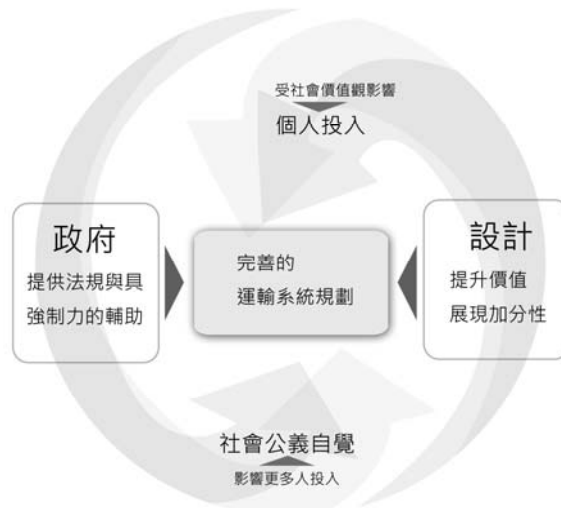 受社會價值觀影響
個人投入
政府
提供法規與具
強制力的輔助
完善的
運輸系統規劃
設計
提升價值
展現加分性
社會公義自覺
影響更多人投入